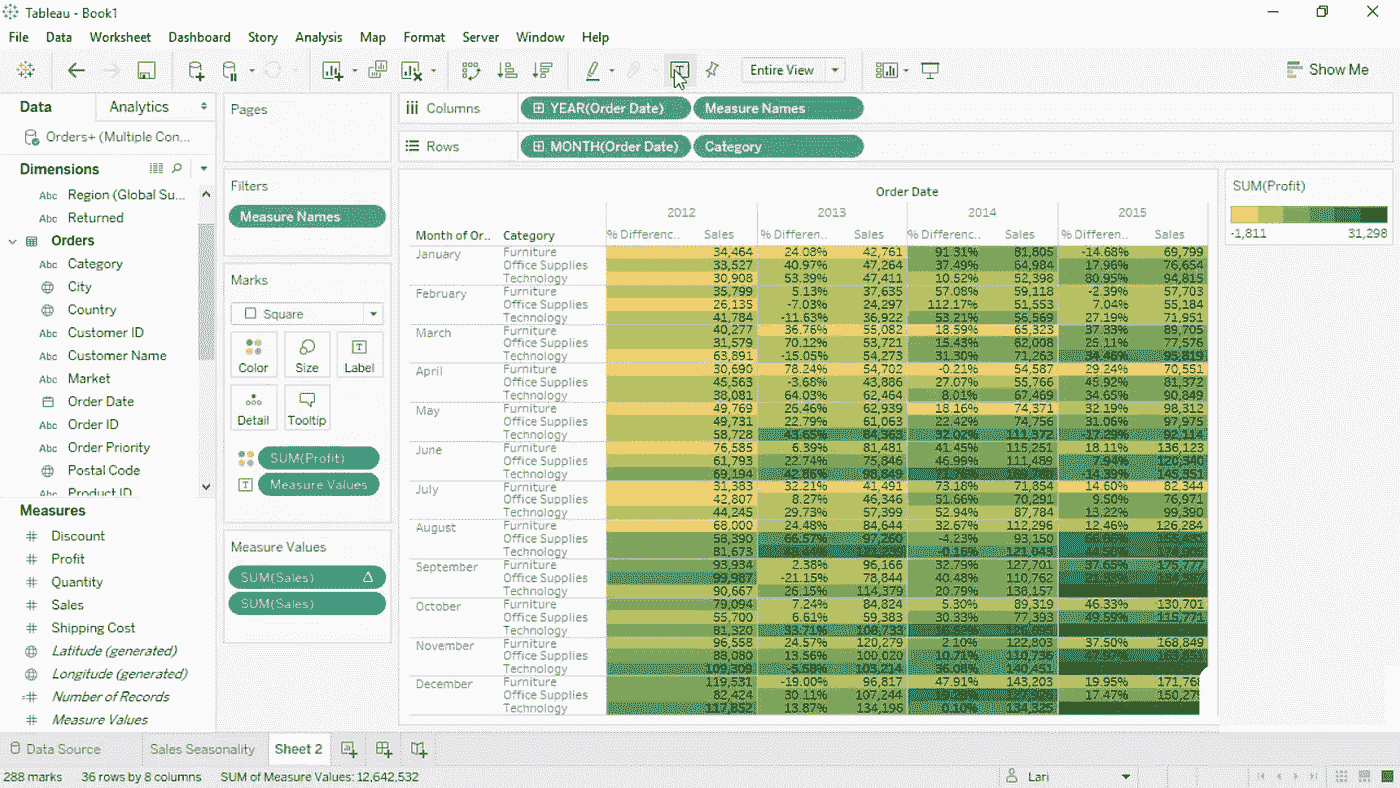 Tableau - Book1
File Data Worksheet Dashboard Story Analysis Map Format Server Window Help
Entire View
Show Me
Data Analytics
Orders+ (Multiple Con...
Dimensions
Abc Region (Global Su...
Abc Returned
Orders
Abc Category
City
Country
Abc Customer ID
Abc Customer Name
Abc Market
Order Date
Abc Order ID
Abc Order Priority
Postal Code
Abc Product ID
Measures
Discount
Profit
Quantity
Sales
Shipping Cost
Latitude (generated)
Longitude (generated)
Number of Records
Measure Values
Pages
Filters
Measure Names
Marks
Square
Color Size Label
Detail Tooltip
SUM(Profit)
Measure Values
Measure Values
SUM(Sales) Δ
SUM(Sales)
Columns YEAR(Order Date) Measure Names
Rows MONTH(Order Date) Category
Order Date
2012 2013 2014 2015
Month of Or.. Category % Differenc.. Sales % Differen.. Sales % Differenc.. Sales % Differenc.. Sales
January Furniture 34,464 24.08% 42,761 91.31% 81,805 -14.68% 69,799
Office Supplies 33,527 40.97% 47,264 37.49% 64,984 17.96% 76,654
Technology 30,908 53.39% 47,411 10.52% 52,398 80.95% 94,815
February Furniture 35,799 5.13% 37,635 57.08% 59,118 -2.39% 57,703
Office Supplies 26,135 -7.03% 24,297 112.17% 51,553 7.04% 55,184
Technology 41,784 -11.63% 36,922 53.21% 56,569 27.19% 71,951
March Furniture 40,277 36.76% 55,082 18.59% 65,323 37.33% 89,705
Office Supplies 31,579 70.12% 53,721 15.43% 62,008 25.11% 77,576
Technology 63,891 -15.05% 54,273 31.30% 71,263 34.46% 95,819
April Furniture 30,690 78.24% 54,702 -0.21% 54,587 29.24% 70,551
Office Supplies 45,563 -3.68% 43,886 27.07% 55,766 45.92% 81,372
Technology 38,081 64.03% 62,464 8.01% 67,469 34.65% 90,849
May Furniture 49,769 26.46% 62,939 18.16% 74,371 32.19% 98,312
Office Supplies 49,731 22.79% 61,063 22.42% 74,756 31.06% 97,975
Technology 58,728 43.65% 84,363 32.02% 111,372 -17.29% 92,114
June Furniture 76,585 6.39% 81,481 41.45% 115,251 18.11% 136,123
Office Supplies 61,793 22.74% 75,846 46.99% 111,489
Technology 69,194 42.86% 98,849
July Furniture 31,383 32.21% 41,491 73.18% 71,854 14.60% 82,344
Office Supplies 42,807 8.27% 46,346 51.66% 70,291 9.50% 76,971
Technology 44,245 29.73% 57,399 52.94% 87,784 13.22% 99,390
August Furniture 68,000 24.48% 84,644 32.67% 112,296 12.46% 126,284
Office Supplies 58,390 66.57% 97,260 -4.23% 93,150
Technology 81,673 -0.16% 121,043
September Furniture 93,934 2.38% 96,166 32.79% 127,701 37.65% 175,777
Office Supplies 99,987 -21.15% 78,844 40.48% 110,762
Technology 90,667 26.15% 114,379 20.79% 138,157
October Furniture 79,094 7.24% 84,824 5.30% 89,319 46.33% 130,701
Office Supplies 55,700 6.61% 59,383 30.33% 77,393 49.59% 115,771
Technology 81,320 33.71% 108,733
November Furniture 96,558 24.57% 120,279 2.10% 122,803 37.50% 168,849
Office Supplies 88,080 13.56% 100,020 10.71% 110,736
Technology 109,309 -5.58% 103,214 36.08% 140,451
December Furniture 119,531 -19.00% 96,817 47.91% 143,203 19.95%
Office Supplies 82,424 30.11% 107,244 17.47%
Technology 117,852 13.87% 134,196 0.10% 134,325
SUM(Profit)
-1,811 31,298
Data Source Sales Seasonality Sheet 2
288 marks 36 rows by 8 columns SUM of Measure Values: 12,642,532
Lari